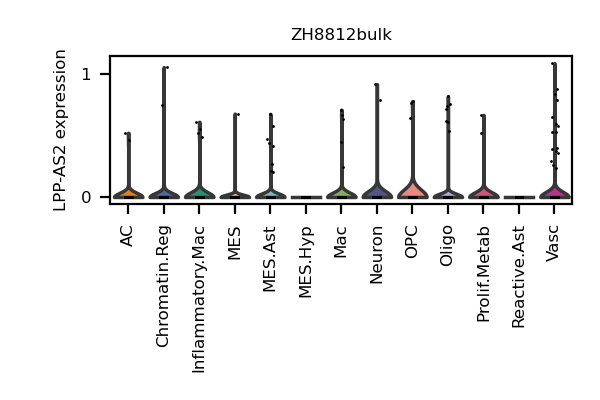 ZH8812bulk
LPP-AS2 expression
1
0
AC
Chromatin.Reg
Inflammatory.Mac
MES
MES.Ast
MES.Hyp
Mac
Neuron
OPC
Oligo
Prolif.Metab
Reactive.Ast
Vasc